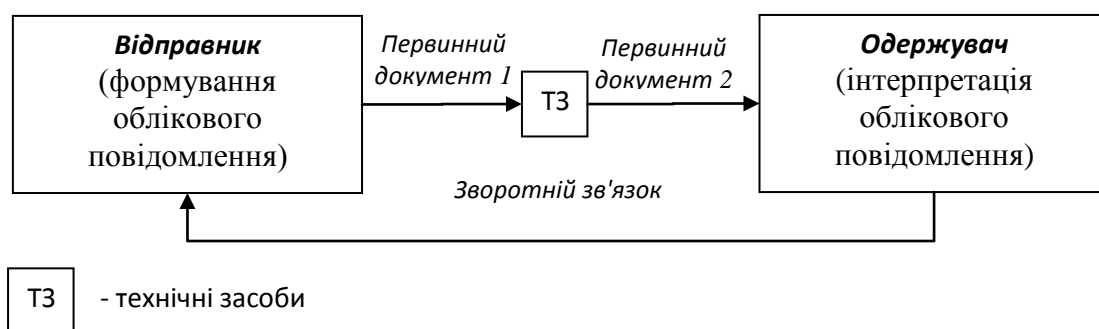 Відправник
(формування
облікового
повідомлення)
Первинний
документ 1
ТЗ
Первинний
документ 2
Одержувач
(інтерпретація
облікового
повідомлення)
Зворотній зв'язок
ТЗ - технічні засоби